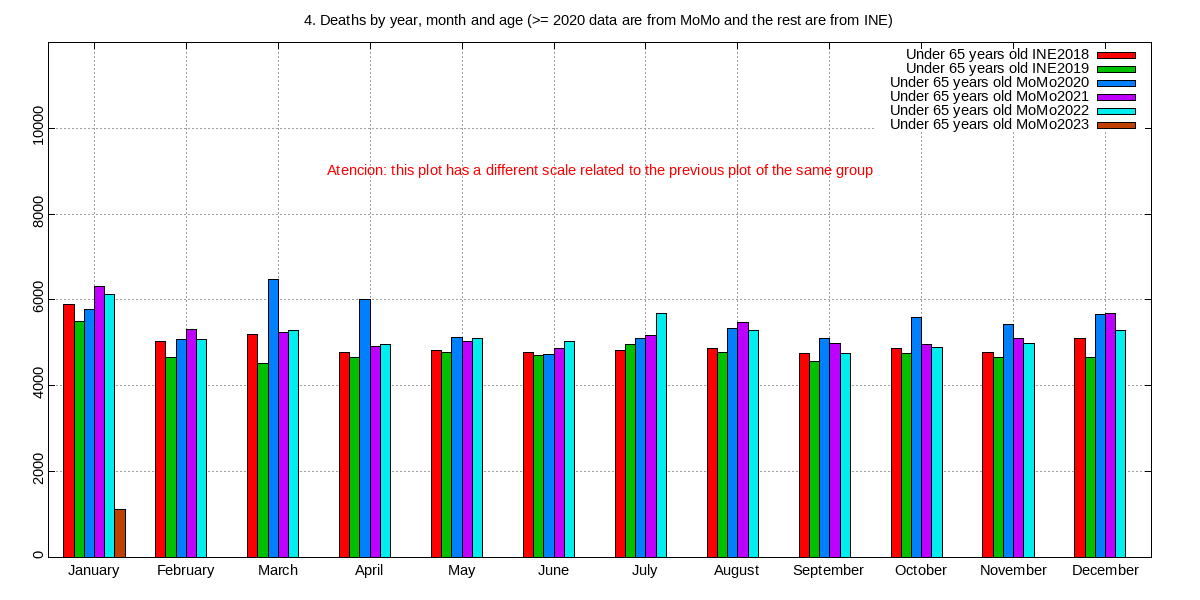 4. Deaths by year, month and age (>= 2020 data are from MoMo and the rest are from INE)
Under 65 years old INE2018
Under 65 years old INE2019
Under 65 years old MoMo2020
Under 65 years old MoMo2021
Under 65 years old MoMo2022
Under 65 years old MoMo2023
Atencion: this plot has a different scale related to the previous plot of the same group
10000
8000
6000
4000
2000
0
January February March April May June July August September October November December